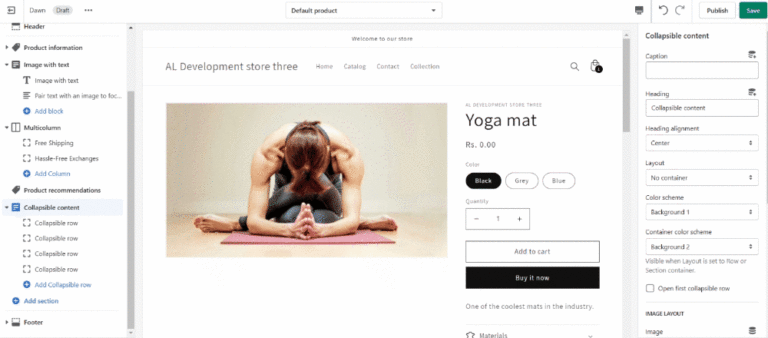 Dawn Draft
Default product
Publish
Save
Header
Product information
Image with text
Image with text
Pair text with an image to foc...
Add block
Multicolumn
Free Shipping
Hassle-Free Exchanges
Add Column
Product recommendations
Collapsible content
Collapsible row
Collapsible row
Collapsible row
Collapsible row
Add Collapsible row
Add section
Footer
Welcome to our store
AL Development store three
Home Catalog Contact Collection
1
AL DEVELOPMENT STORE THREE
Yoga mat
Rs. 0.00
Color
Black Grey Blue
Quantity
− 1 +
Add to cart
Buy it now
One of the coolest mats in the industry.
Materials
Collapsible content
Caption
Heading
Collapsible content
Heading alignment
Center
Layout
No container
Color scheme
Background 1
Container color scheme
Background 2
Visible when Layout is set to Row or
Section container.
Open first collapsible row
IMAGE LAYOUT
Image